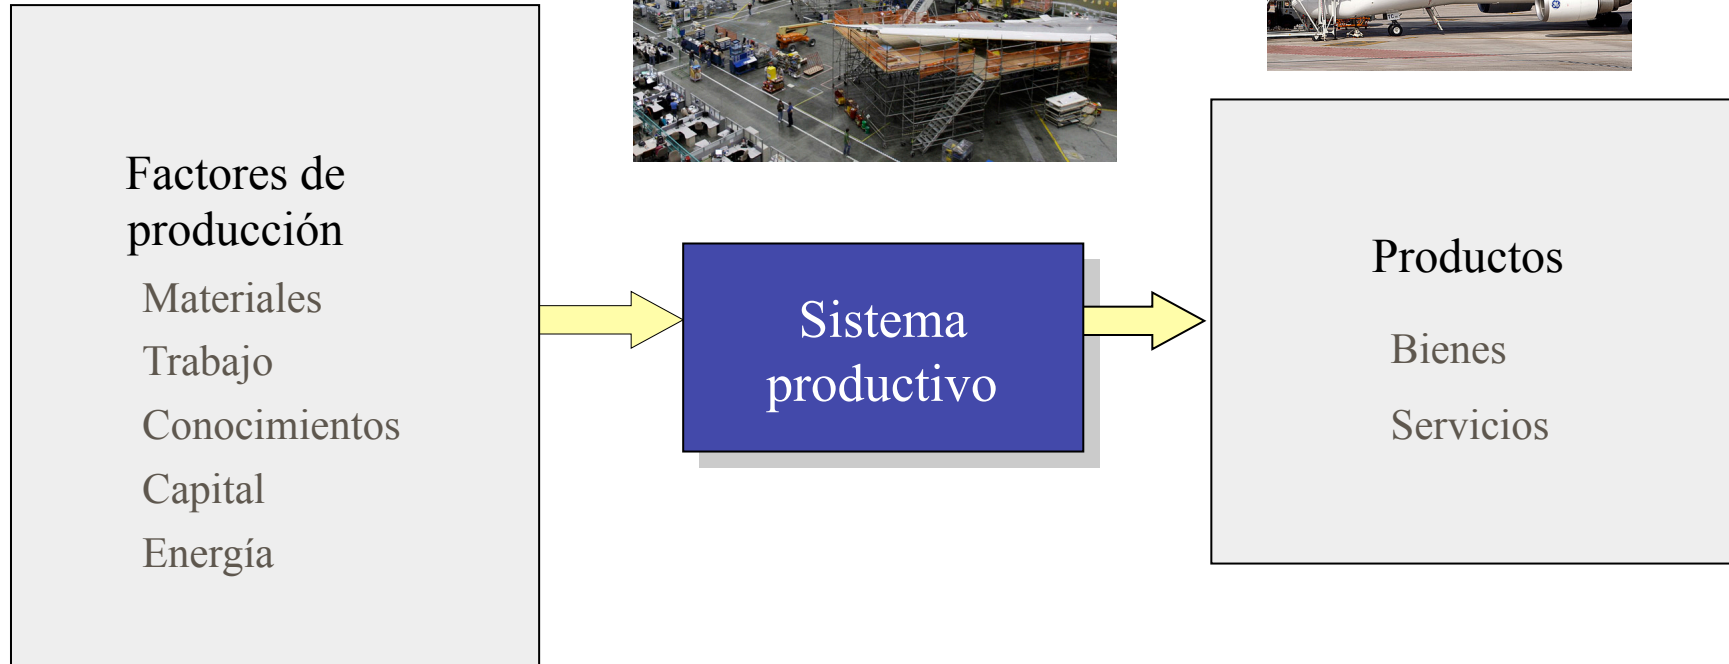 Factores de
producción
Materiales
Trabajo
Conocimientos
Capital
Energía
Sistema
productivo
Productos
Bienes
Servicios